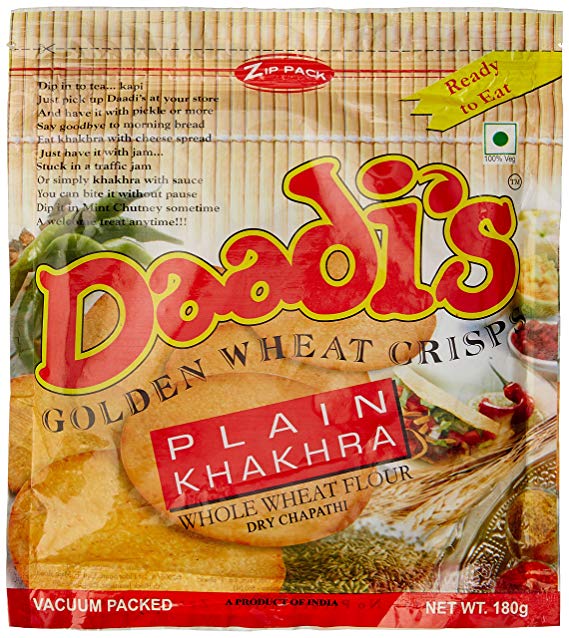 ZIP-PACK
Ready
to Eat
100% Veg
Dip in to tea... kapi
Just pick up Daadi's at your store
And have it with pickle or more
Say goodbye to morning bread
Eat khakhra with cheese spread
Just have it with jam...
Stuck in a traffic jam
Or simply khakhra with sauce
You can bite it without pause
Dip it in Mint Chutney sometime
A welcome treat anytime!!!
Daadi's TM
GOLDEN WHEAT CRISPS
PLAIN
KHAKHRA
WHOLE WHEAT FLOUR
DRY CHAPATHI
VACUUM PACKED
A PRODUCT OF INDIA
NET WT. 180g